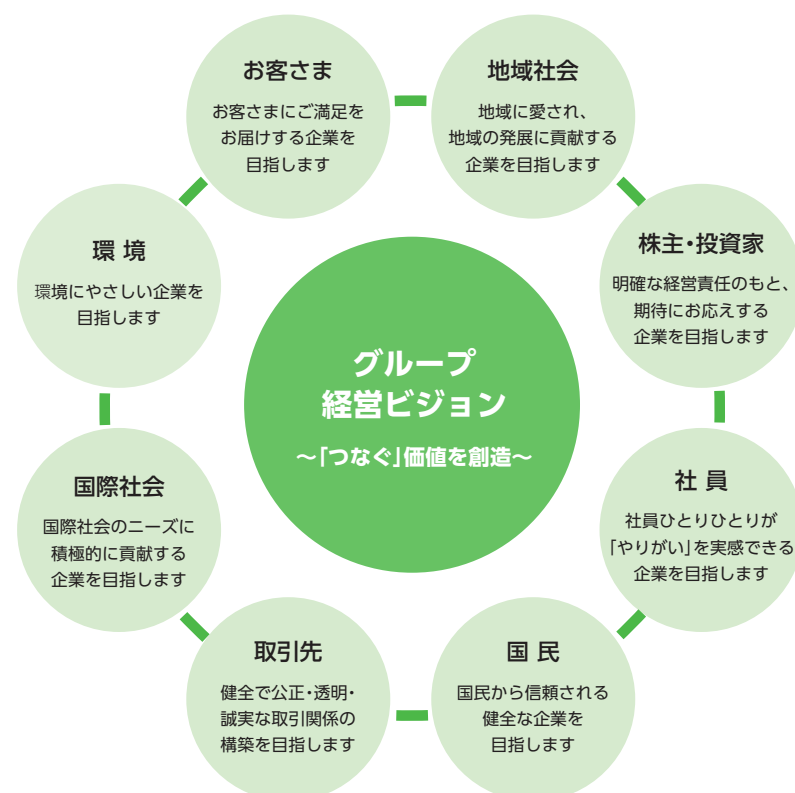 お客さま
お客さまにご満足を
お届けする企業を
目指します
地域社会
地域に愛され、
地域の発展に貢献する
企業を目指します
株主・投資家
明確な経営責任のもと、
期待にお応えする
企業を目指します
社 員
社員ひとりひとりが
「やりがい」を実感できる
企業を目指します
国 民
国民から信頼される
健全な企業を
目指します
取引先
健全で公正・透明・
誠実な取引関係の
構築を目指します
国際社会
国際社会のニーズに
積極的に貢献する
企業を目指します
環 境
環境にやさしい企業を
目指します
グループ
経営ビジョン
～「つなぐ」価値を創造～